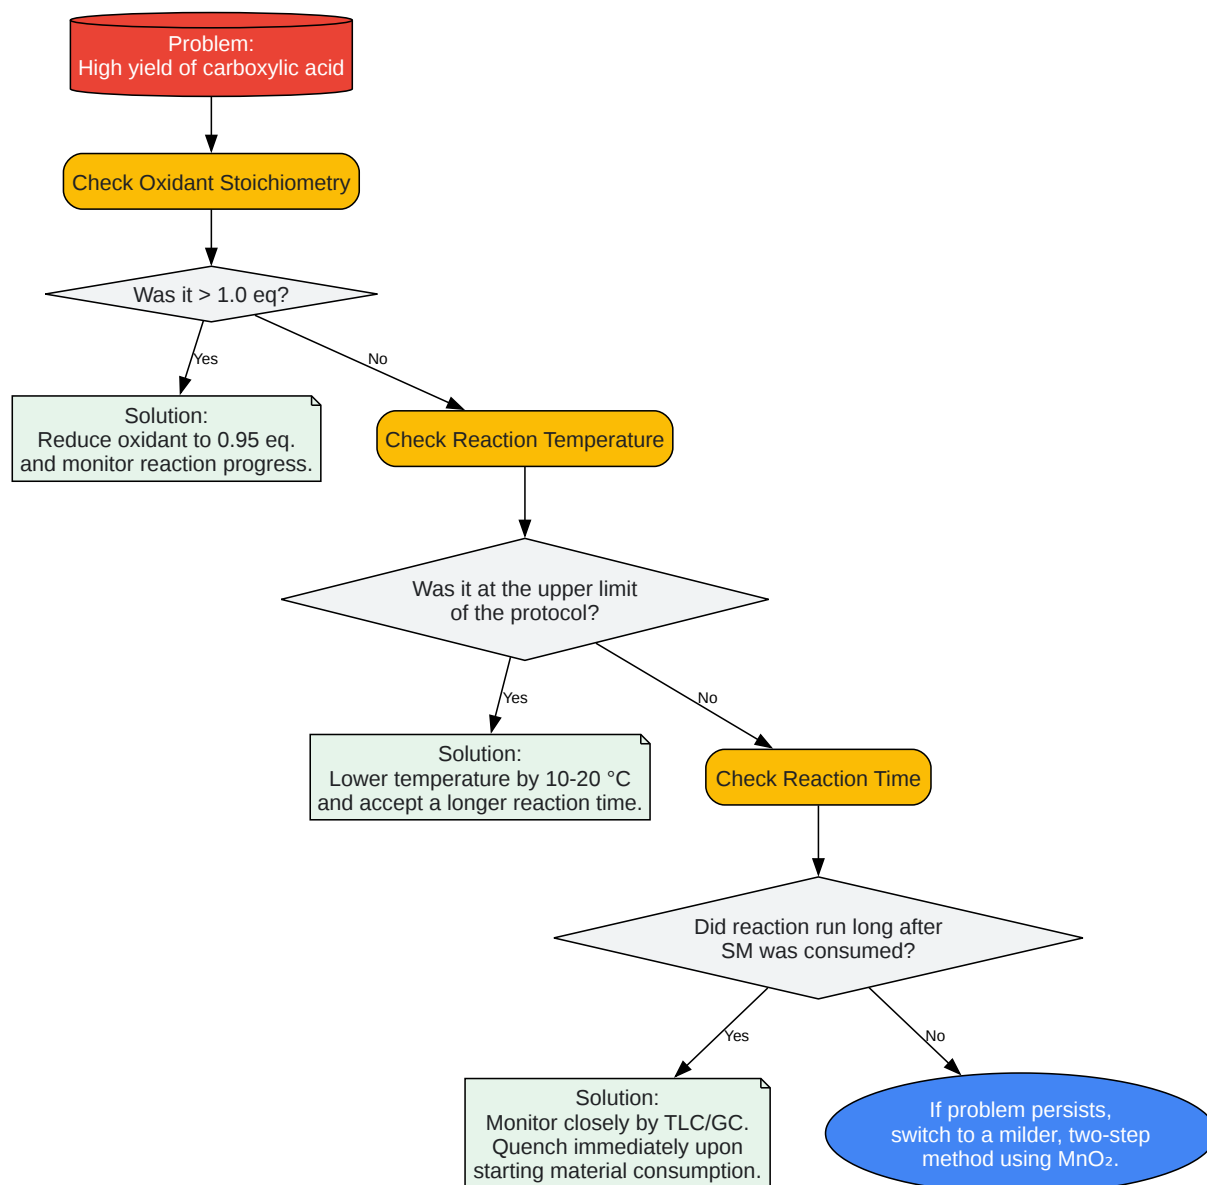 Problem:
High yield of carboxylic acid
Check Oxidant Stoichiometry
Was it > 1.0 eq?
Yes
No
Solution:
Reduce oxidant to 0.95 eq.
and monitor reaction progress.
Check Reaction Temperature
Was it at the upper limit
of the protocol?
Yes
No
Solution:
Lower temperature by 10-20 °C
and accept a longer reaction time.
Check Reaction Time
Did reaction run long after
SM was consumed?
Yes
No
Solution:
Monitor closely by TLC/GC.
Quench immediately upon
starting material consumption.
If problem persists,
switch to a milder, two-step
method using MnO₂.